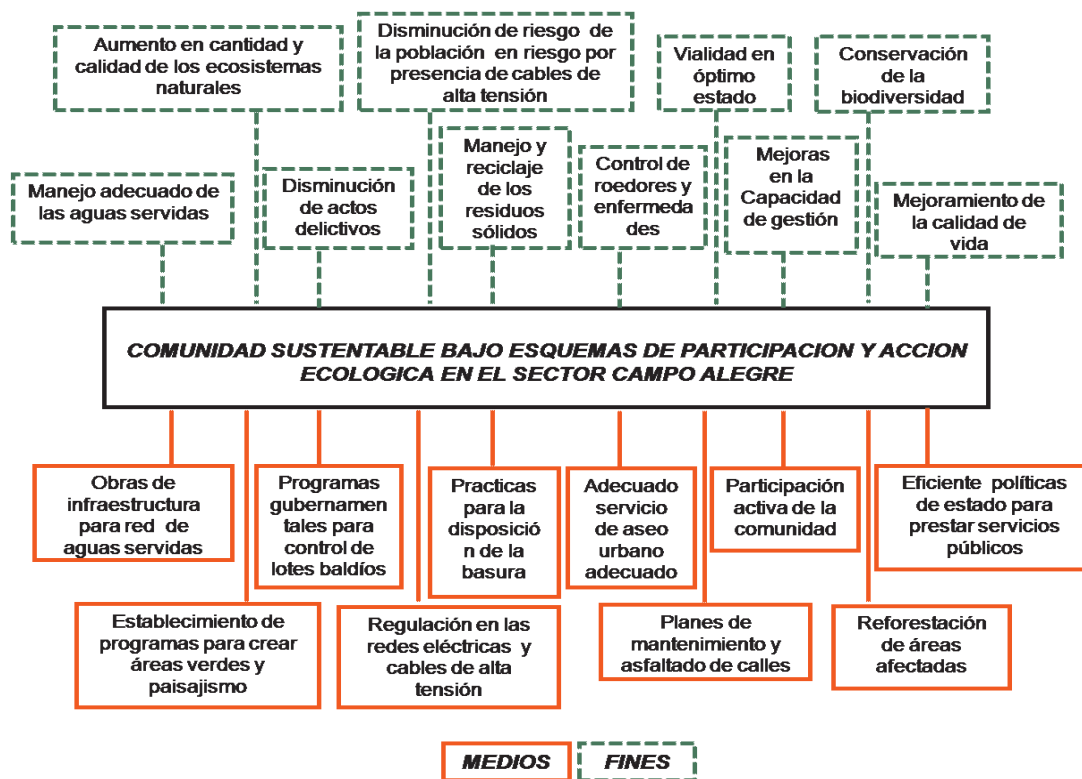 Aumento en cantidad y
calidad de los ecosistemas
naturales
Disminución de riesgo de
la población en riesgo por
presencia de cables de
alta tensión
Vialidad en
óptimo
estado
Conservación
de la
biodiversidad
Manejo adecuado de
las aguas servidas
Disminución
de actos
delictivos
Manejo y
reciclaje
de los
residuos
sólidos
Control de
roedores y
enfermeda
des
Mejoras
en la
Capacidad
de gestión
Mejoramiento de
la calidad de
vida
COMUNIDAD SUSTENTABLE BAJO ESQUEMAS DE PARTICIPACION Y ACCION
ECOLOGICA EN EL SECTOR CAMPO ALEGRE
Obras de
infraestructura
para red de
aguas servidas
Programas
gubernamen
tales para
control de
lotes baldíos
Practicas
para la
disposició
n de la
basura
Adecuado
servicio
de aseo
urbano
adecuado
Participación
activa de la
comunidad
Eficiente políticas
de estado para
prestar servicios
públicos
Establecimiento de
programas para crear
áreas verdes y
paisajismo
Regulación en las
redes eléctricas y
cables de alta
tensión
Planes de
mantenimiento y
asfaltado de calles
Reforestación
de áreas
afectadas
MEDIOS
FINES